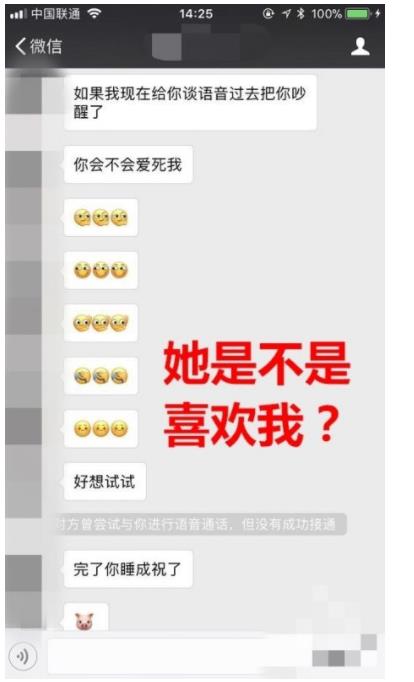 中国联通 14:25 100%
微信
如果我现在给你谈语音过去把你吵
醒了
你会不会爱死我
她是不是
喜欢我？
好想试试
对方曾尝试与你进行语音通话，但没有成功接通
完了你睡成祝了